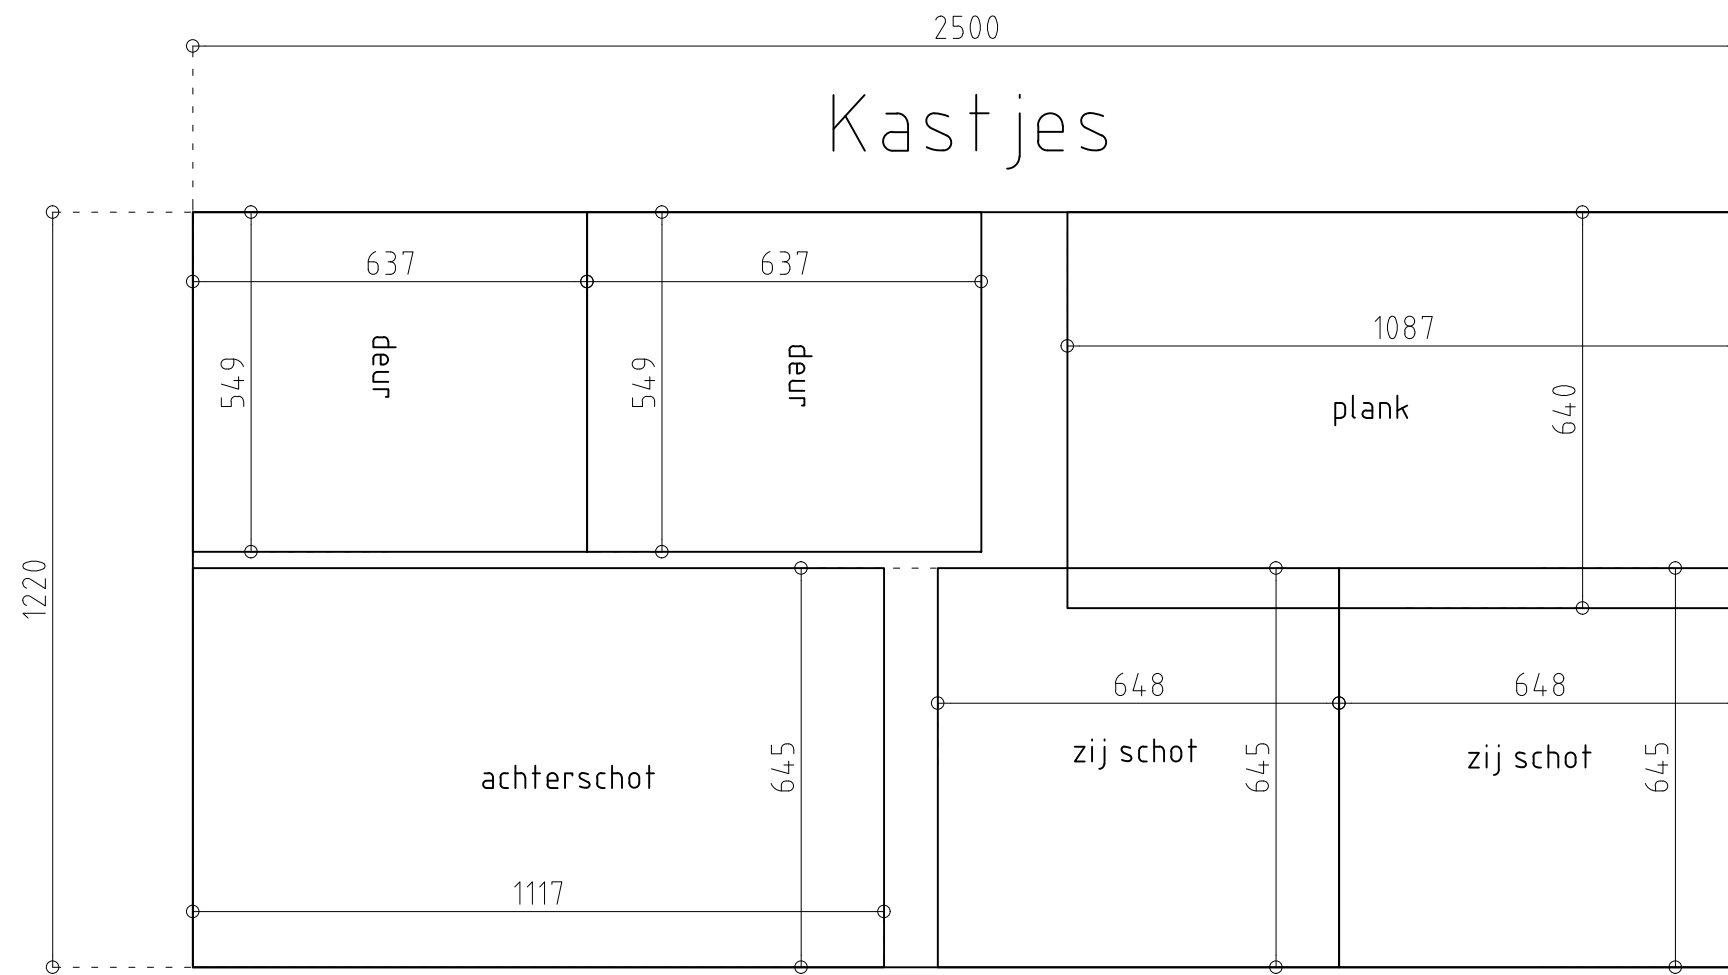 2500
Kastjes
637
637
1087
deur
deur
549
549
plank
640
1220
648
648
zij schot
zij schot
achterschot
645
645
645
1117